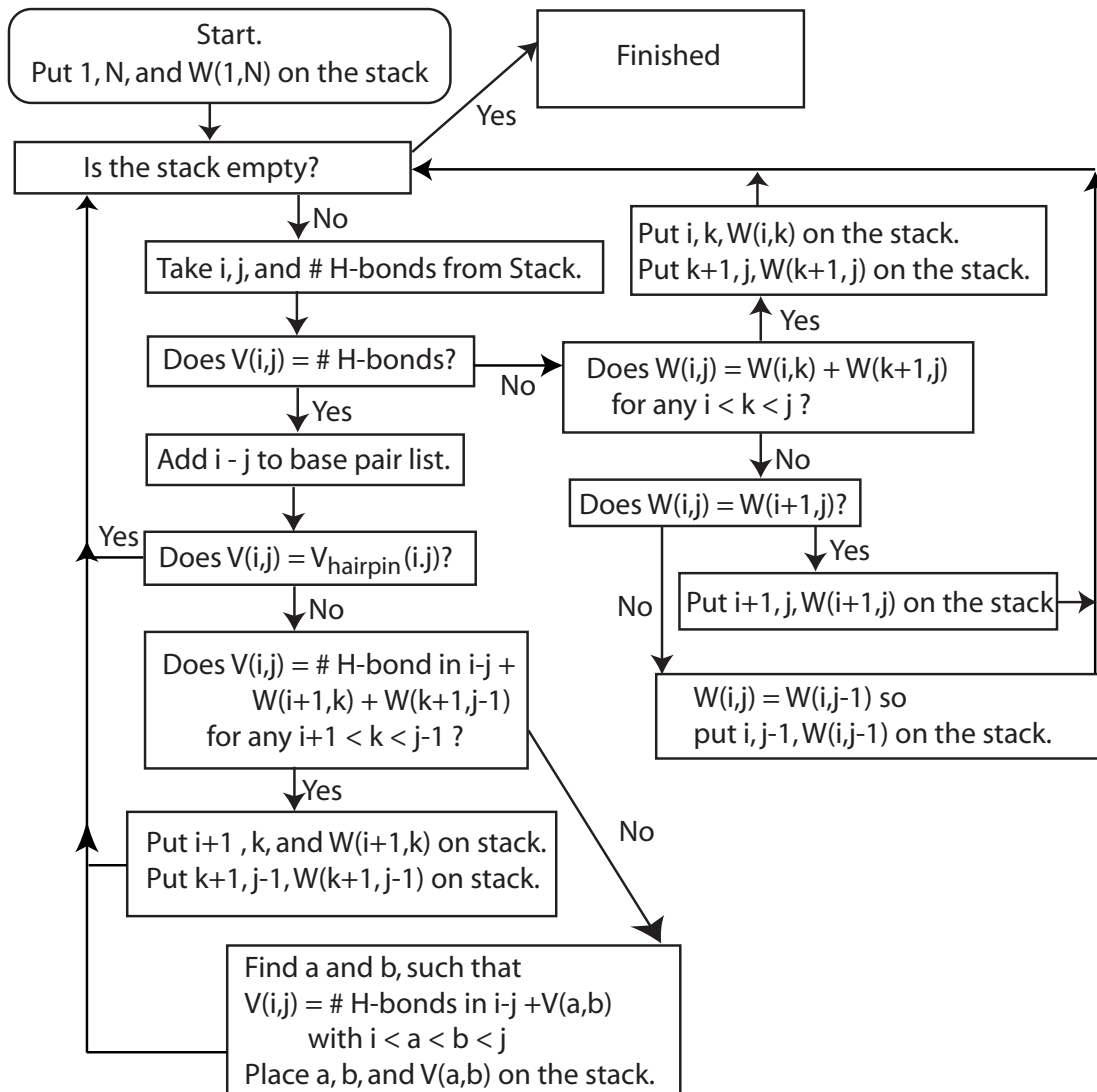 Start.
Put 1, N, and W(1,N) on the stack
Finished
Yes
Is the stack empty?
No
Take i, j, and # H-bonds from Stack.
Put i, k, W(i,k) on the stack.
Put k+1, j, W(k+1, j) on the stack.
Yes
Does V(i,j) = # H-bonds?
No
Does W(i,j) = W(i,k) + W(k+1,j)
for any i < k < j ?
Yes
Add i - j to base pair list.
No
Does W(i,j) = W(i+1,j)?
Yes
Does V(i,j) = Vhairpin(i.j)?
Yes
Put i+1, j, W(i+1,j) on the stack
No
No
Does V(i,j) = # H-bond in i-j +
W(i+1,k) + W(k+1,j-1)
for any i+1 < k < j-1 ?
W(i,j) = W(i,j-1) so
put i, j-1, W(i,j-1) on the stack.
Yes
No
Put i+1 , k, and W(i+1,k) on stack.
Put k+1, j-1, W(k+1, j-1) on stack.
Find a and b, such that
V(i,j) = # H-bonds in i-j +V(a,b)
with i < a < b < j
Place a, b, and V(a,b) on the stack.